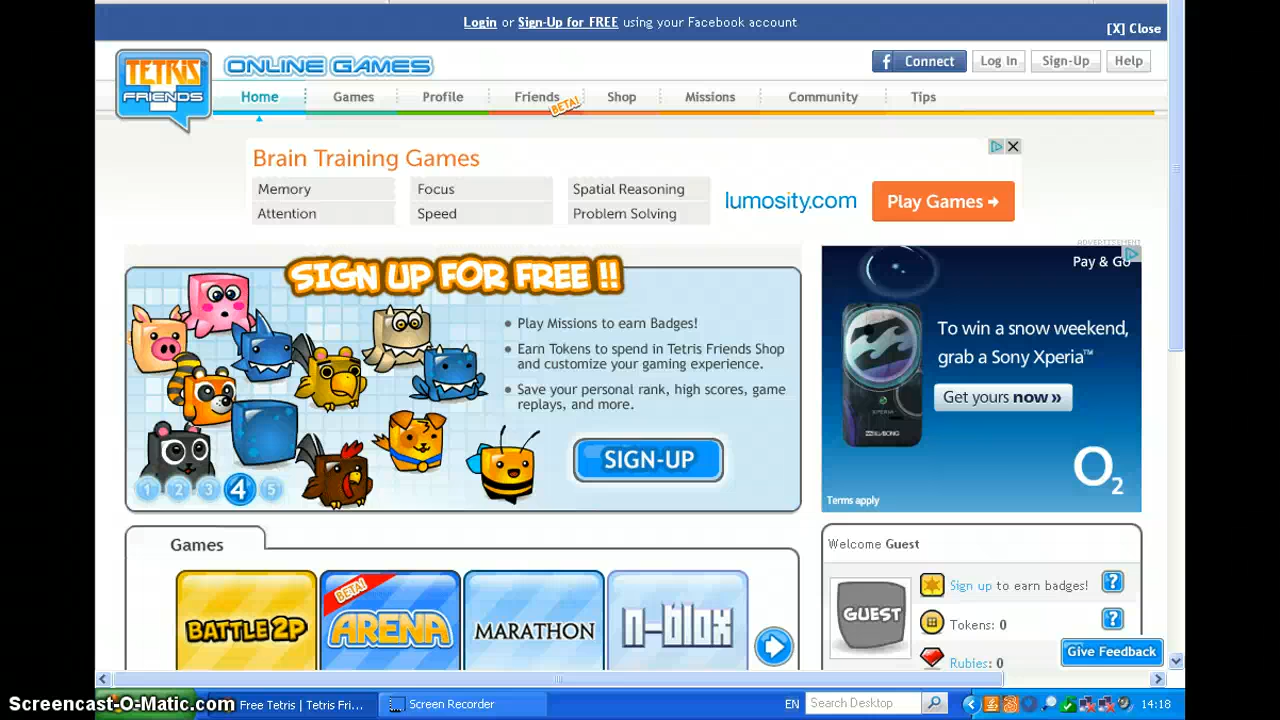 Login or Sign-Up for FREE using your Facebook account
[X] Close
TETRIS FRIENDS
ONLINE GAMES
f Connect
Log In
Sign-Up
Help
Home
Games
Profile
Friends
BETA!
Shop
Missions
Community
Tips
Brain Training Games
Memory
Focus
Spatial Reasoning
Attention
Speed
Problem Solving
lumosity.com
Play Games
ADVERTISEMENT
SIGN UP FOR FREE !!
• Play Missions to earn Badges!
• Earn Tokens to spend in Tetris Friends Shop
and customize your gaming experience.
• Save your personal rank, high scores, game
replays, and more.
SIGN-UP
1 2 3 4 5
Pay & Go
To win a snow weekend,
grab a Sony Xperia™
Get yours now »
XPERIA
BILLABONG
O2
Terms apply
Games
BATTLE 2P
BETA!
ARENA
MARATHON
n-blox
Welcome Guest
GUEST
Sign up to earn badges!
?
Tokens: 0
?
Rubies: 0
Give Feedback
Screencast-O-Matic.com
Free Tetris | Tetris Fri...
Screen Recorder
EN
Search Desktop
14:18